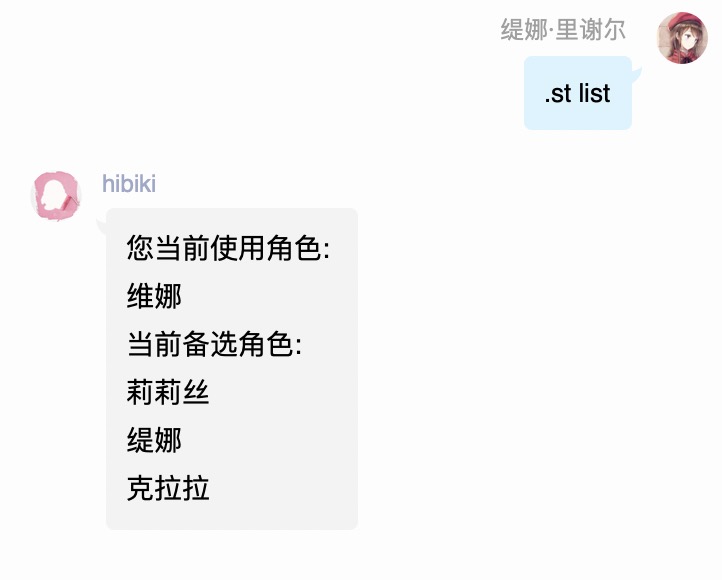 缇娜·里谢尔
.st list
hibiki
您当前使用角色:
维娜
当前备选角色:
莉莉丝
缇娜
克拉拉